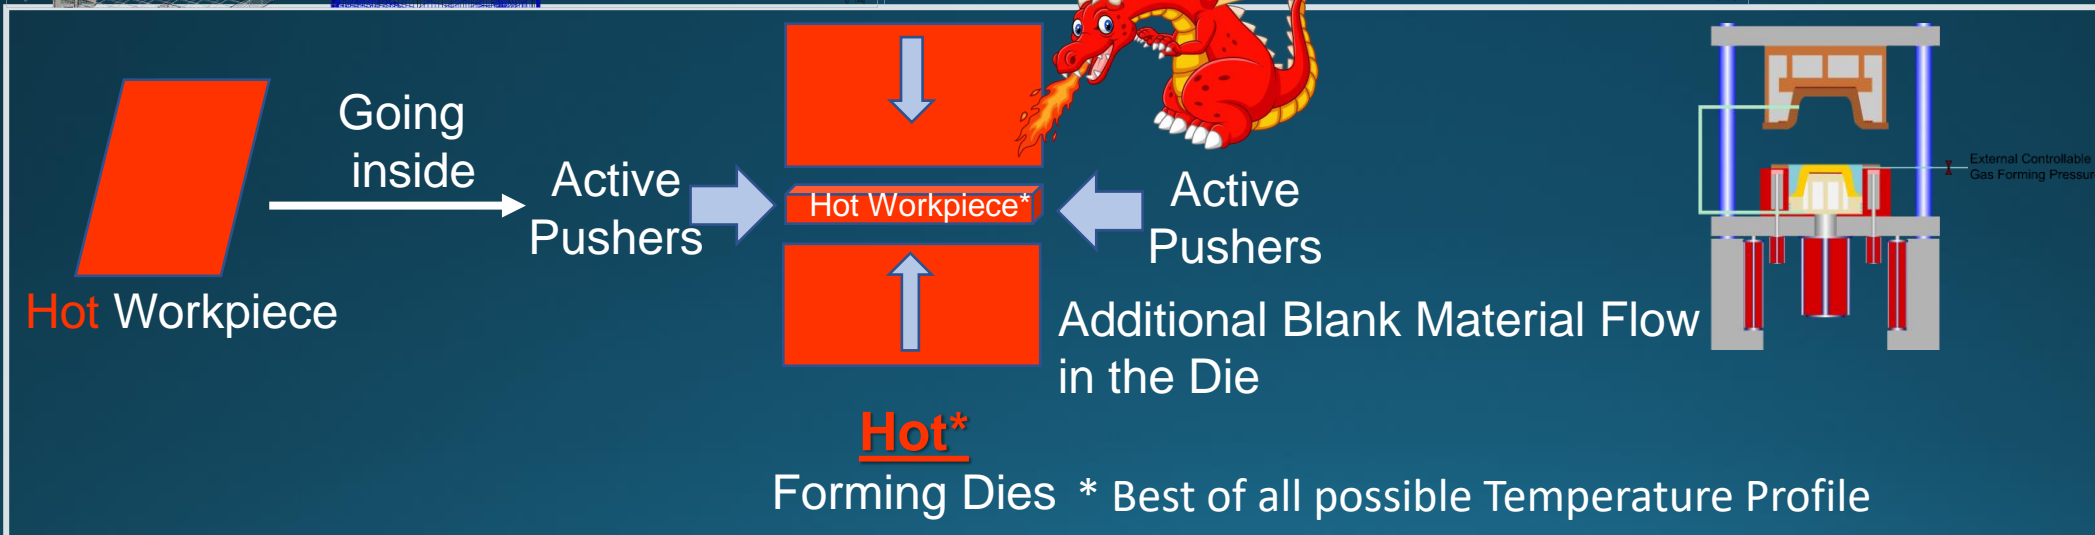 Going
inside
Hot Workpiece
Active
Pushers
Hot Workpiece*
Active
Pushers
Additional Blank Material Flow
in the Die
Hot*
Forming Dies
* Best of all possible Temperature Profile
External Controllable
Gas Forming